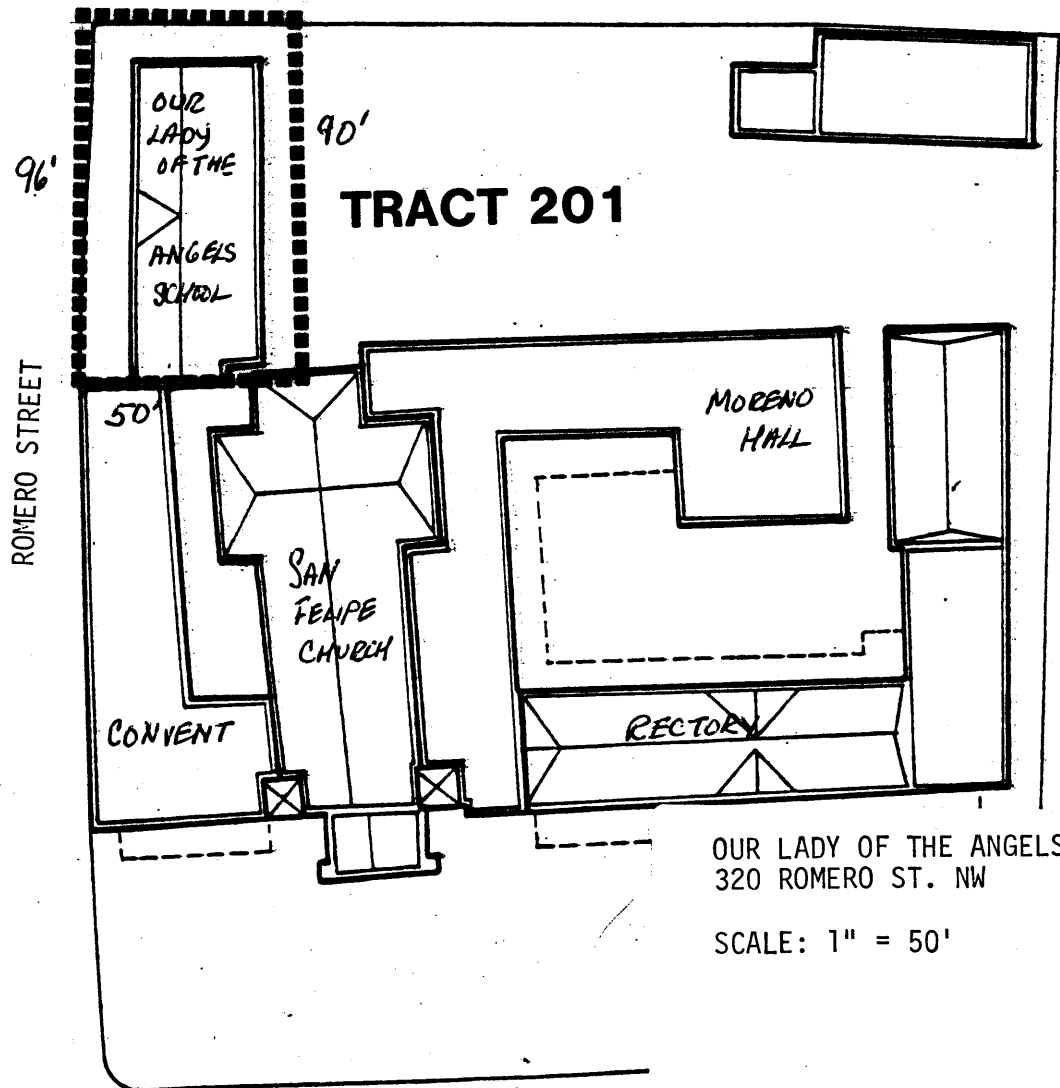 OUR
LADY
OF THE
ANGELS
SCHOOL
96'
90'
TRACT 201
50'
ROMERO STREET
MORENO
HALL
SAN
FELIPE
CHURCH
CONVENT
RECTORY
OUR LADY OF THE ANGELS
320 ROMERO ST. NW
SCALE: 1" = 50'